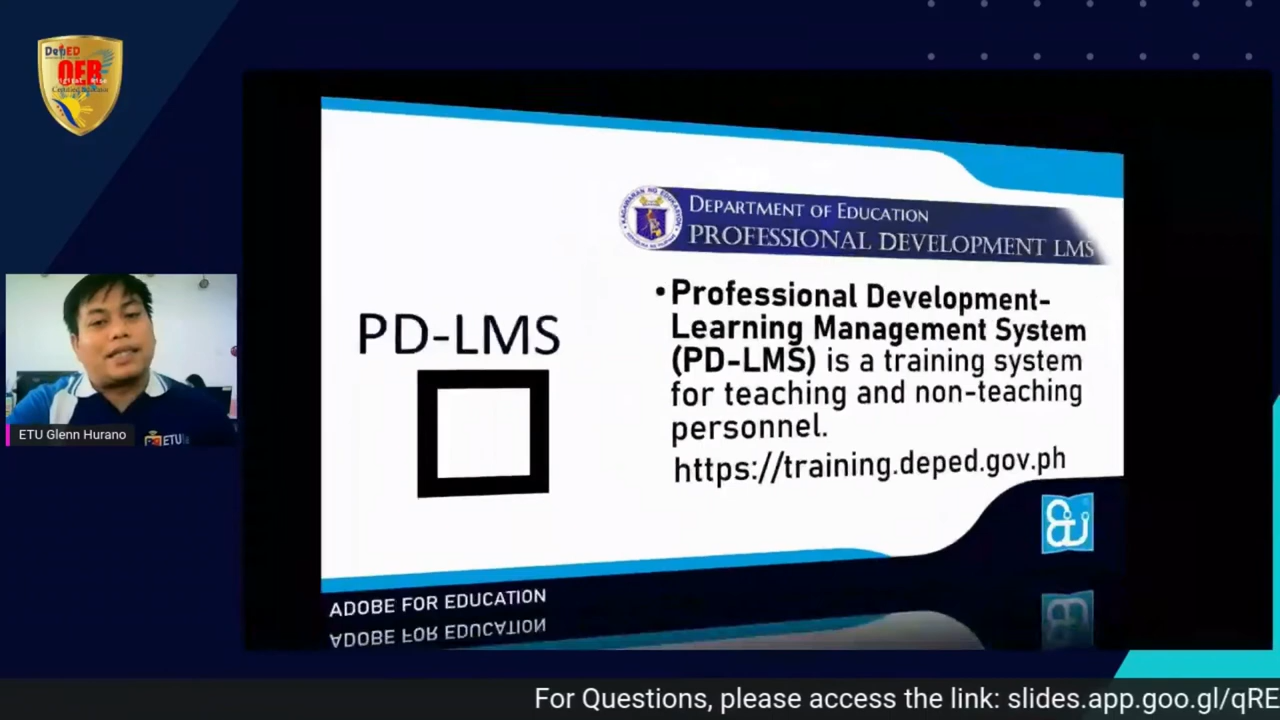 DepED
OER
DEPARTMENT OF EDUCATION
PROFESSIONAL DEVELOPMENT LMS
PD-LMS
• Professional Development-
Learning Management System
(PD-LMS) is a training system
for teaching and non-teaching
personnel.
https://training.deped.gov.ph
ETU Glenn Hurano
ETU
ADOBE FOR EDUCATION
ADOBE FOR EDUCATION
For Questions, please access the link: slides.app.goo.gl/qRE